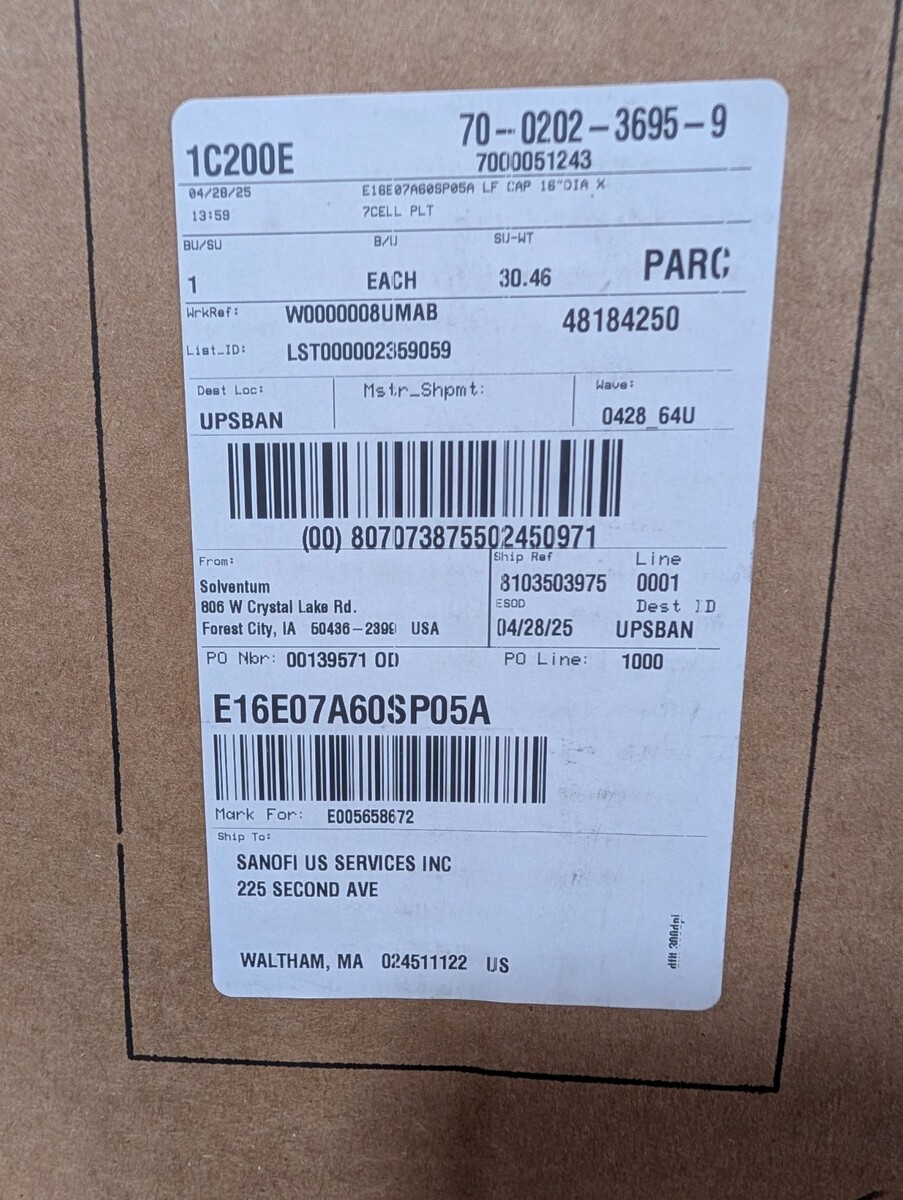 1C200E
70-0202-3695-9
7000051243
04/28/25
E16E07A60SP05A LF CAP 16"DIA X
13:59
7CELL PLT
BU/SU B/U SU-WT
1 EACH 30.46 PARC
WrkRef: W0000008UMAB 48184250
List_ID: LST000002359059
Dest Loc: Mstr_Shpmt: Wave:
UPSBAN 0428_64U
(00) 807073875502450971
From: Ship Ref Line
Solventum 8103503975 0001
806 W Crystal Lake Rd. ESOD Dest ID
Forest City, IA 50436-2399 USA 04/28/25 UPSBAN
PO Nbr: 00139571 OD PO Line: 1000
E16E07A60SP05A
Mark For: E005658672
Ship To:
SANOFI US SERVICES INC
225 SECOND AVE
WALTHAM, MA 024511122 US